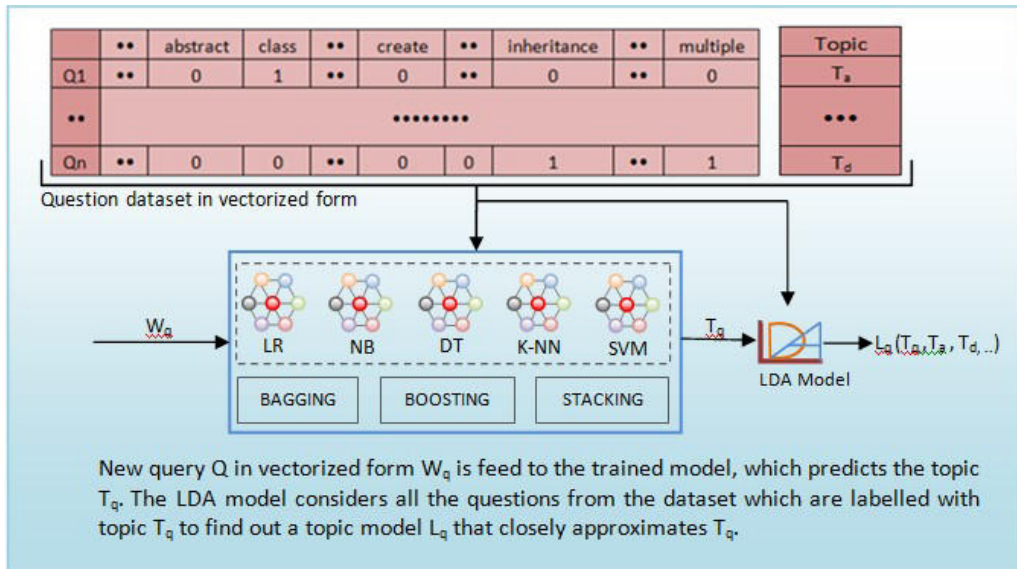 •• abstract class •• create •• inheritance •• multiple Topic
Q1 •• 0 1 •• 0 •• 0 •• 0 Ta
•• •••••••• •••
Qn •• 0 0 •• 0 0 1 •• 1 Td
Question dataset in vectorized form
Wq
LR NB DT K-NN SVM
Tq
LDA Model
Lq (Tq,Ta , Td, ..)
BAGGING BOOSTING STACKING
New query Q in vectorized form Wq is feed to the trained model, which predicts the topic
Tq. The LDA model considers all the questions from the dataset which are labelled with
topic Tq to find out a topic model Lq that closely approximates Tq.